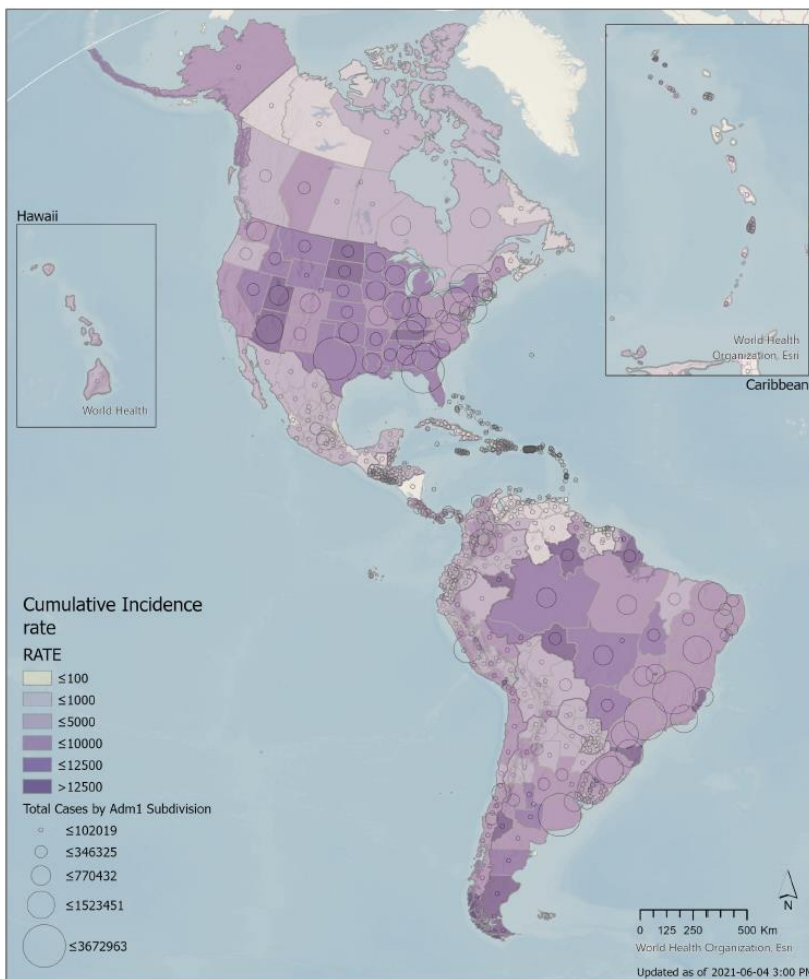 Hawaii
World Health
World Health
Organization, Esri
Caribbean
Cumulative Incidence
rate
RATE
≤100
≤1000
≤5000
≤10000
≤12500
>12500
Total Cases by Adm1 Subdivision
≤102019
≤346325
≤770432
≤1523451
≤3672963
N
0 125 250 500 Km
World Health Organization, Esri
Updated as of 2021-06-04 3:00 PM